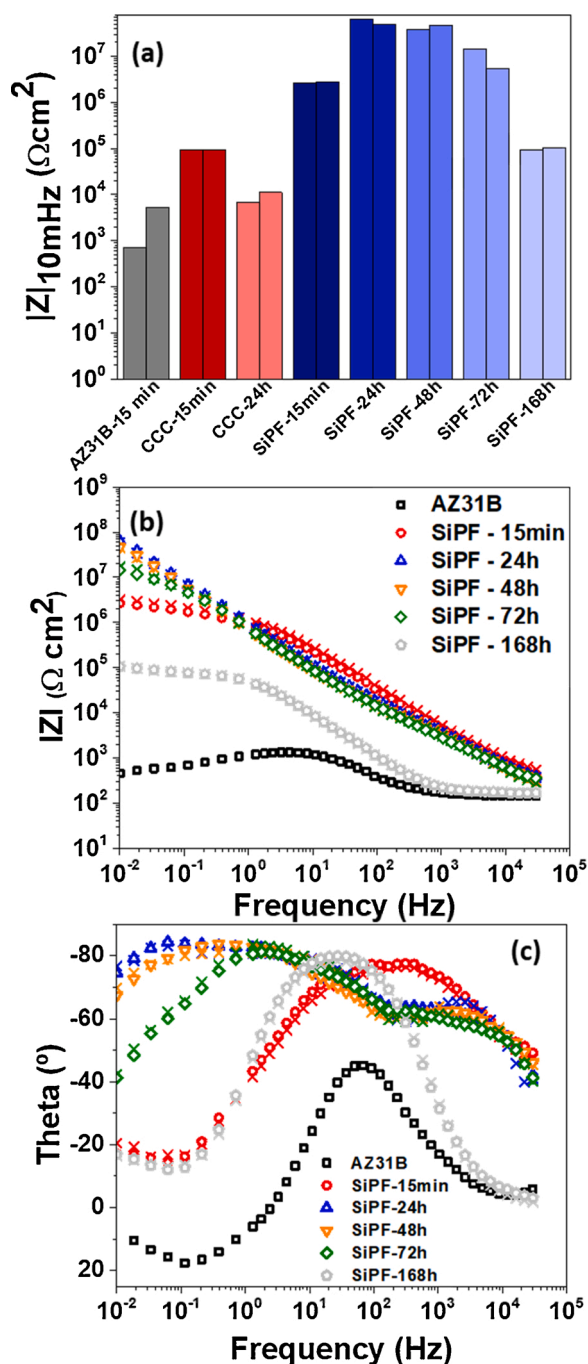 (a)
|Z|10mHz (Ωcm2)
10^7
10^6
10^5
10^4
10^3
10^2
10^1
10^0
AZ31B-15 min
CCC-15min
CCC-24h
SiPF-15min
SiPF-24h
SiPF-48h
SiPF-72h
SiPF-168h
(b)
|Z| (Ω cm2)
10^9
10^8
10^7
10^6
10^5
10^4
10^3
10^2
10^1
AZ31B
SiPF - 15min
SiPF - 24h
SiPF - 48h
SiPF - 72h
SiPF - 168h
10^-2 10^-1 10^0 10^1 10^2 10^3 10^4 10^5
Frequency (Hz)
(c)
Theta (º)
-80
-60
-40
-20
0
20
AZ31B
SiPF-15min
SiPF-24h
SiPF-48h
SiPF-72h
SiPF-168h
10^-2 10^-1 10^0 10^1 10^2 10^3 10^4 10^5
Frequency (Hz)